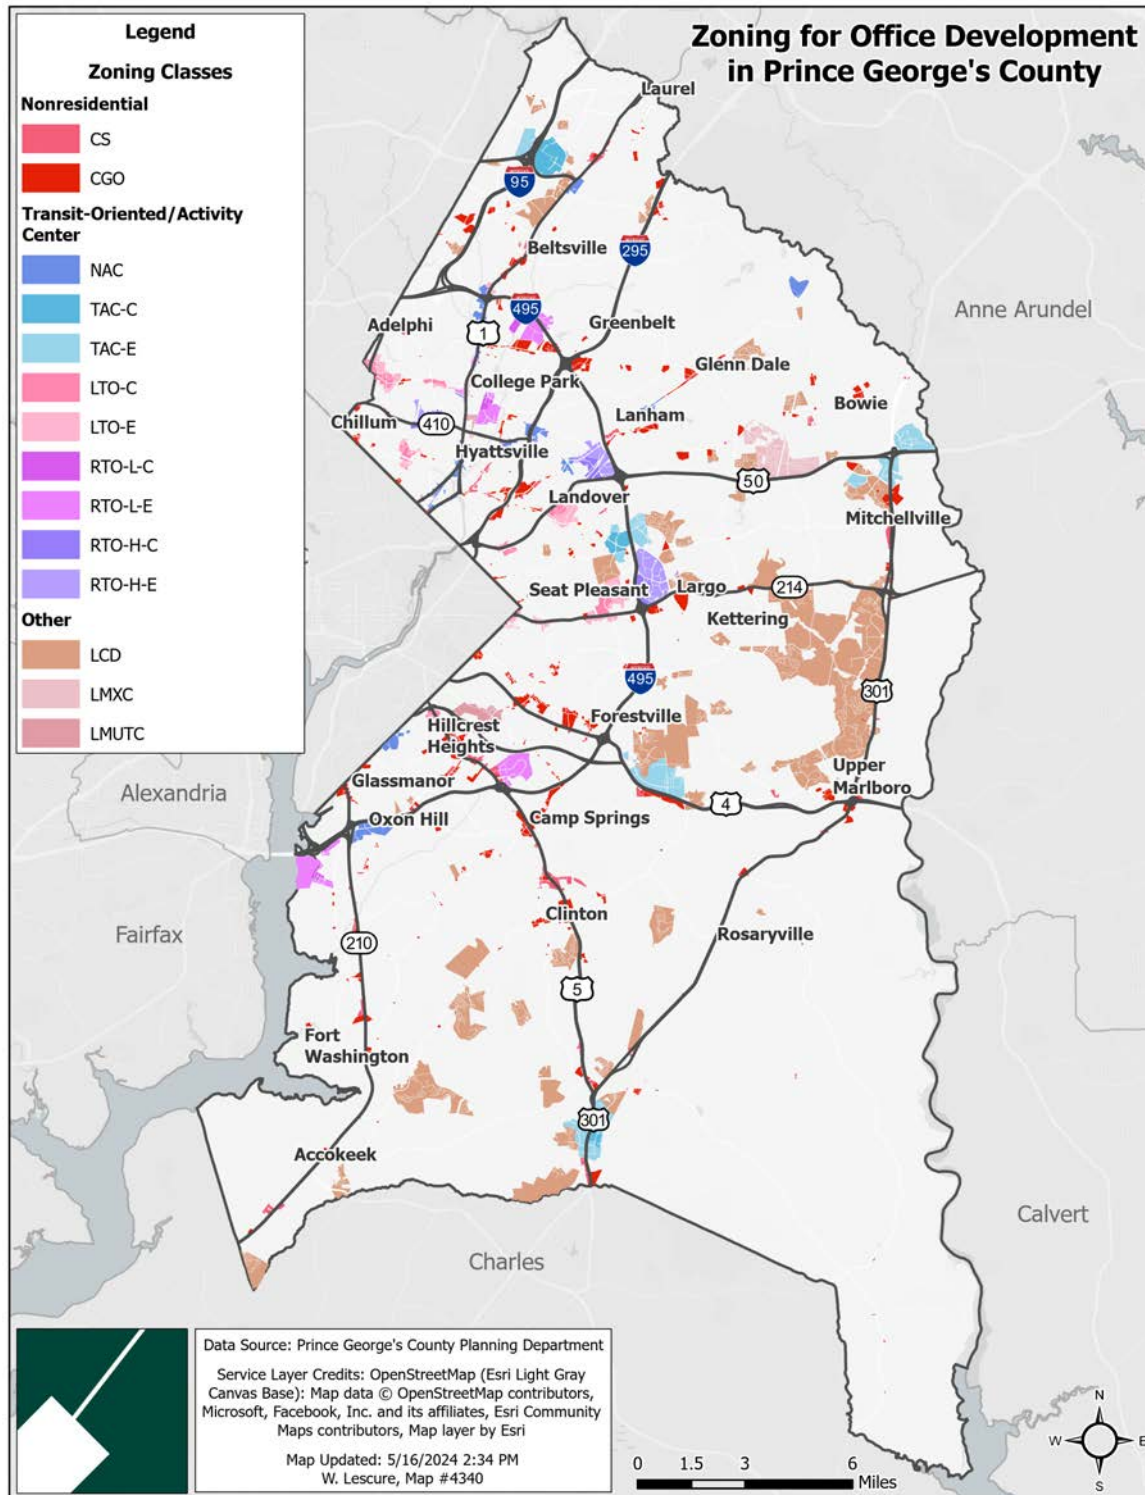 Zoning for Office Development
in Prince George's County
Legend
Zoning Classes
Nonresidential
CS
CGO
Transit-Oriented/Activity
Center
NAC
TAC-C
TAC-E
LTO-C
LTO-E
RTO-L-C
RTO-L-E
RTO-H-C
RTO-H-E
Other
LCD
LMXC
LMUTC
Laurel
95
Beltsville
295
Anne Arundel
495
Adelphi
1
Greenbelt
Glenn Dale
College Park
Bowie
Chillum
410
Lanham
Hyattsville
50
Landover
Mitchellville
Seat Pleasant
Largo
214
Kettering
495
301
Forestville
Hillcrest
Heights
Upper
Marlboro
Glassmanor
Alexandria
4
Oxon Hill
Camp Springs
Clinton
Fairfax
210
Rosaryville
5
Fort
Washington
301
Accokeek
Calvert
Charles
Data Source: Prince George's County Planning Department
Service Layer Credits: OpenStreetMap (Esri Light Gray
Canvas Base): Map data © OpenStreetMap contributors,
Microsoft, Facebook, Inc. and its affiliates, Esri Community
Maps contributors, Map layer by Esri
Map Updated: 5/16/2024 2:34 PM
W. Lescure, Map #4340
N
W E
S
0 1.5 3 6
Miles